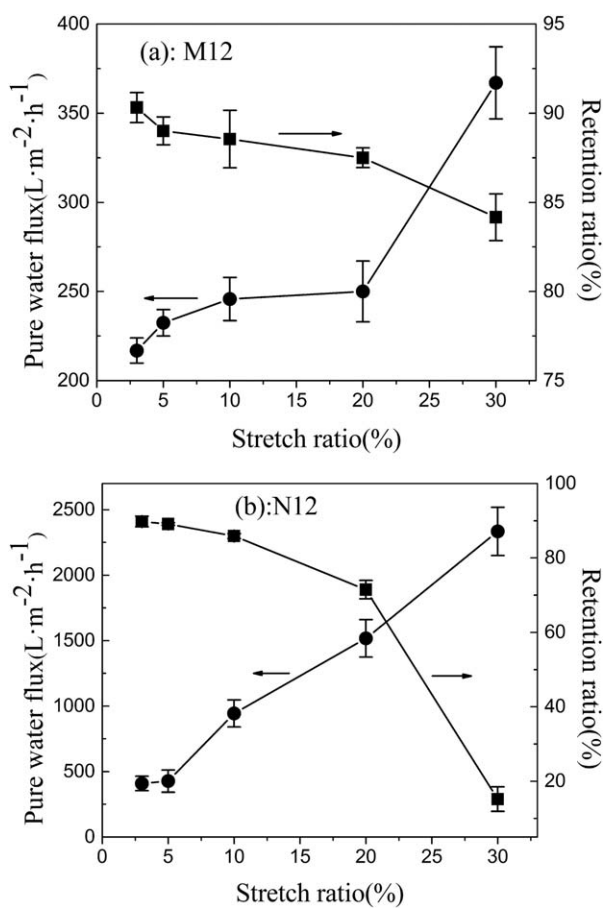 (a): M12
400
350
300
250
200
95
90
85
80
75
0 5 10 15 20 25 30
Pure water flux(L·m⁻²·h⁻¹)
Retention ratio(%)
Stretch ratio(%)
(b):N12
2500
2000
1500
1000
500
0
100
80
60
40
20
0 5 10 15 20 25 30
Pure water flux(L·m⁻²·h⁻¹)
Retention ratio(%)
Stretch ratio(%)